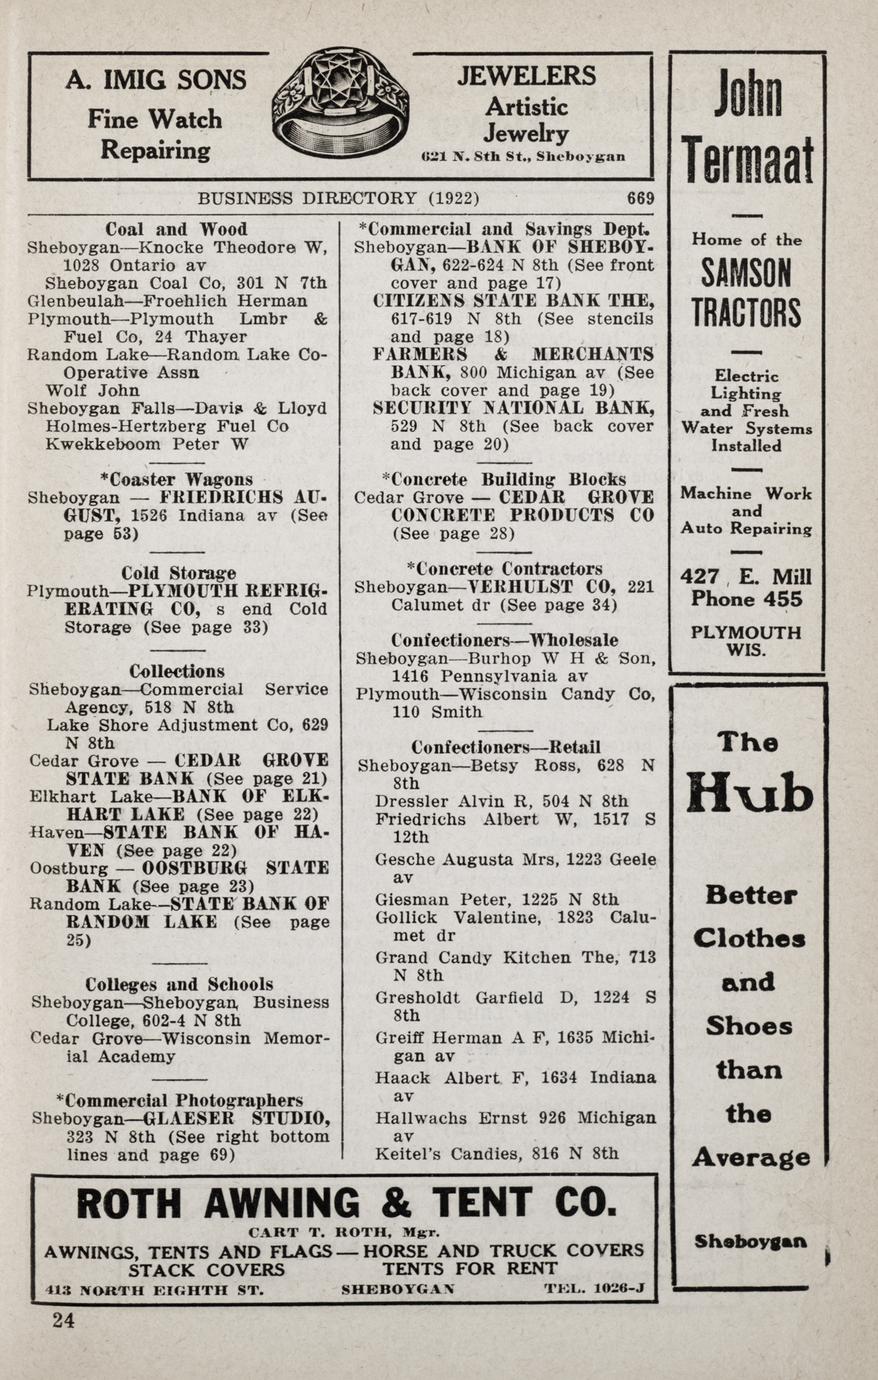 A. IMIG SONS
Fine Watch
Repairing
JEWELERS
Artistic
Jewelry
621 N. 8th St., Sheboygan
BUSINESS DIRECTORY (1922) 669
Coal and Wood
Sheboygan—Knocke Theodore W,
1028 Ontario av
Sheboygan Coal Co, 301 N 7th
Glenbeulah—Froehlich Herman
Plymouth—Plymouth Lmbr &
Fuel Co, 24 Thayer
Random Lake—Random Lake Co-
Operative Assn
Wolf John
Sheboygan Falls—Davis & Lloyd
Holmes-Hertzberg Fuel Co
Kwekkeboom Peter W
*Coaster Wagons
Sheboygan — FRIEDRICHS AU-
GUST, 1526 Indiana av (See
page 53)
Cold Storage
Plymouth—PLYMOUTH REFRIG-
ERATING CO, s end Cold
Storage (See page 33)
Collections
Sheboygan—Commercial Service
Agency, 518 N 8th
Lake Shore Adjustment Co, 629
N 8th
Cedar Grove — CEDAR GROVE
STATE BANK (See page 21)
Elkhart Lake—BANK OF ELK-
HART LAKE (See page 22)
Haven—STATE BANK OF HA-
VEN (See page 22)
Oostburg — OOSTBURG STATE
BANK (See page 23)
Random Lake—STATE BANK OF
RANDOM LAKE (See page
25)
Colleges and Schools
Sheboygan—Sheboygan Business
College, 602-4 N 8th
Cedar Grove—Wisconsin Memor-
ial Academy
*Commercial Photographers
Sheboygan—GLAESER STUDIO,
323 N 8th (See right bottom
lines and page 69)
*Commercial and Savings Dept.
Sheboygan—BANK OF SHEBOY-
GAN, 622-624 N 8th (See front
cover and page 17)
CITIZENS STATE BANK THE,
617-619 N 8th (See stencils
and page 18)
FARMERS & MERCHANTS
BANK, 800 Michigan av (See
back cover and page 19)
SECURITY NATIONAL BANK,
529 N 8th (See back cover
and page 20)
*Concrete Building Blocks
Cedar Grove — CEDAR GROVE
CONCRETE PRODUCTS CO
(See page 28)
*Concrete Contractors
Sheboygan—VERHULST CO, 221
Calumet dr (See page 34)
Confectioners—Wholesale
Sheboygan—Burhop W H & Son,
1416 Pennsylvania av
Plymouth—Wisconsin Candy Co,
110 Smith
Confectioners—Retail
Sheboygan—Betsy Ross, 628 N
8th
Dressler Alvin R, 504 N 8th
Friedrichs Albert W, 1517 S
12th
Gesche Augusta Mrs, 1223 Geele
av
Giesman Peter, 1225 N 8th
Gollick Valentine, 1823 Calu-
met dr
Grand Candy Kitchen The, 713
N 8th
Gresholdt Garfield D, 1224 S
8th
Greiff Herman A F, 1635 Michi-
gan av
Haack Albert F, 1634 Indiana
av
Hallwachs Ernst 926 Michigan
av
Keitel's Candies, 816 N 8th
John
Termaat
Home of the
SAMSON
TRACTORS
Electric
Lighting
and Fresh
Water Systems
Installed
Machine Work
and
Auto Repairing
427 E. Mill
Phone 455
PLYMOUTH
WIS.
The
Hub
Better
Clothes
and
Shoes
than
the
Average
Sheboygan
ROTH AWNING & TENT CO.
CART T. ROTH, Mgr.
AWNINGS, TENTS AND FLAGS — HORSE AND TRUCK COVERS
STACK COVERS TENTS FOR RENT
413 NORTH EIGHTH ST. SHEBOYGAN TEL. 1026-J
24